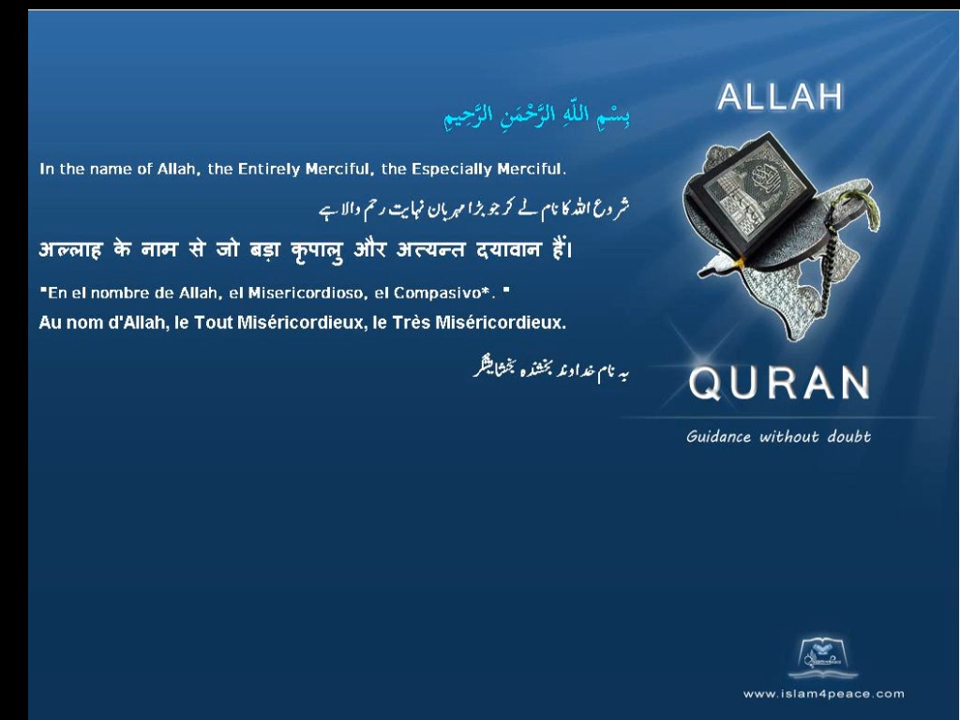 بِسْمِ اللَّهِ الرَّحْمَنِ الرَّحِيمِ
In the name of Allah, the Entirely Merciful, the Especially Merciful.
شروع الله کا نام لے کر جو بڑا مہربان نہایت رحم والا ہے
अल्लाह के नाम से जो बड़ा कृपालु और अत्यन्त दयावान हैं।
"En el nombre de Allah, el Misericordioso, el Compasivo*. "
Au nom d'Allah, le Tout Miséricordieux, le Très Miséricordieux.
به نام خداوند بخشنده بخشایشگر
ALLAH
QURAN
Guidance without doubt
www.islam4peace.com